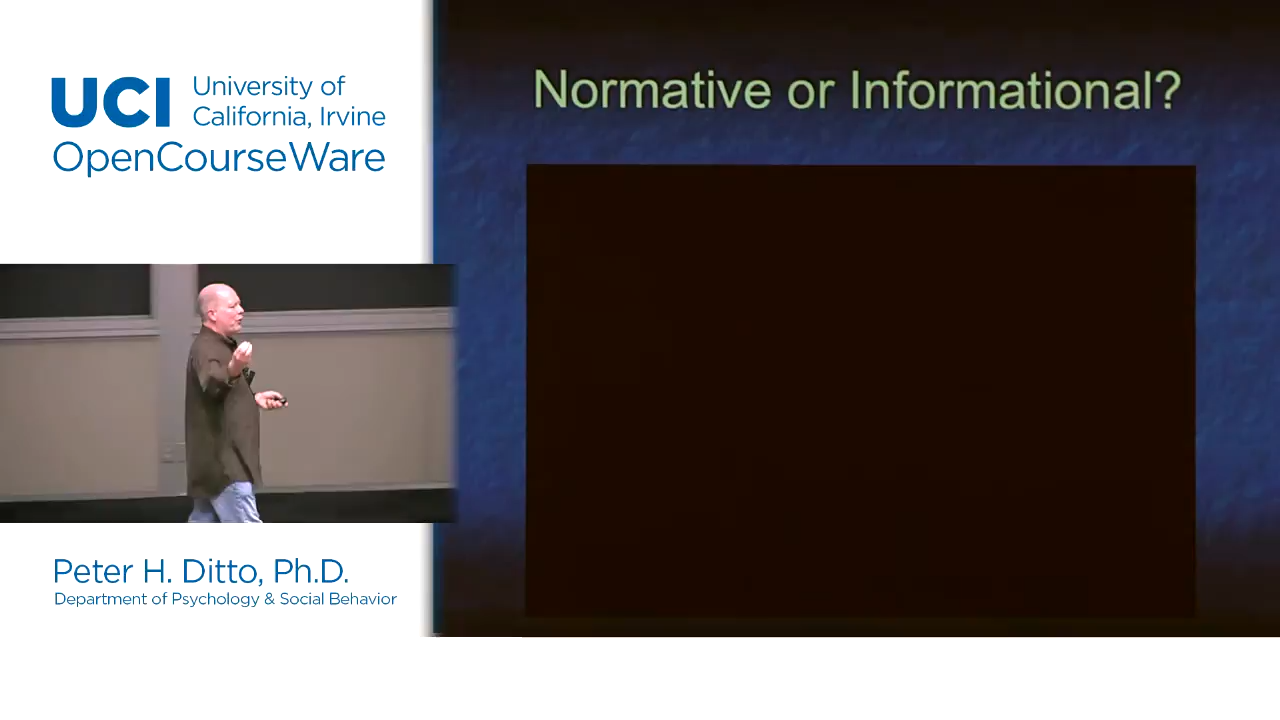 UCI
University of
California, Irvine
OpenCourseWare
Normative or Informational?
Peter H. Ditto, Ph.D.
Department of Psychology & Social Behavior